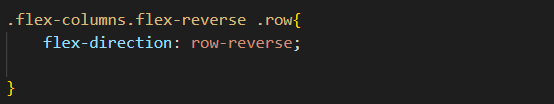 .flex-columns.flex-reverse .row{
    flex-direction: row-reverse;
}